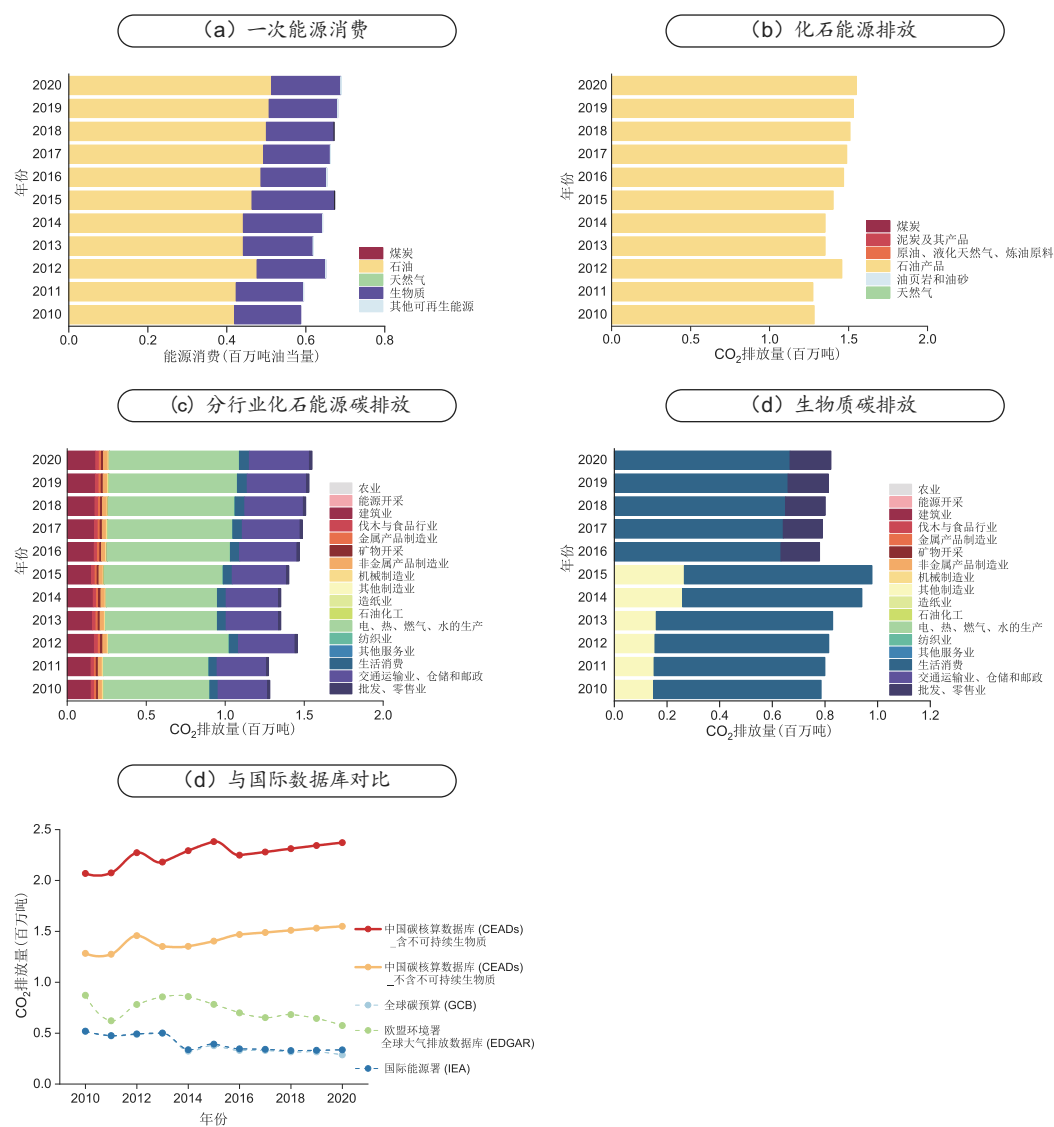 (a) 一次能源消费
2020
2019
2018
2017
2016
2015
2014
2013
2012
2011
2010
年份
0.0 0.2 0.4 0.6 0.8
能源消费(百万吨油当量)
煤炭
石油
天然气
生物质
其他可再生能源
(b) 化石能源排放
2020
2019
2018
2017
2016
2015
2014
2013
2012
2011
2010
年份
0.0 0.5 1.0 1.5 2.0
CO₂排放量(百万吨)
煤炭
泥炭及其产品
原油、液化天然气、炼油原料
石油产品
油页岩和油砂
天然气
(c) 分行业化石能源碳排放
2020
2019
2018
2017
2016
2015
2014
2013
2012
2011
2010
年份
0.0 0.5 1.0 1.5 2.0
CO₂排放量(百万吨)
农业
能源开采
建筑业
伐木与食品行业
金属产品制造业
矿物开采
非金属产品制造业
机械制造业
其他制造业
造纸业
石油化工
电、热、燃气、水的生产
纺织业
其他服务业
生活消费
交通运输业、仓储和邮政
批发、零售业
(d) 生物质碳排放
2020
2019
2018
2017
2016
2015
2014
2013
2012
2011
2010
年份
0.0 0.2 0.4 0.6 0.8 1.0 1.2
CO₂排放量(百万吨)
农业
能源开采
建筑业
伐木与食品行业
金属产品制造业
矿物开采
非金属产品制造业
机械制造业
其他制造业
造纸业
石油化工
电、热、燃气、水的生产
纺织业
其他服务业
生活消费
交通运输业、仓储和邮政
批发、零售业
(d) 与国际数据库对比
2.5
2.0
1.5
1.0
0.5
0.0
CO₂排放量(百万吨)
2010 2012 2014 2016 2018 2020
年份
中国碳核算数据库 (CEADs)
_含不可持续生物质
中国碳核算数据库 (CEADs)
_不含不可持续生物质
全球碳预算 (GCB)
欧盟环境署
全球大气排放数据库 (EDGAR)
国际能源署 (IEA)